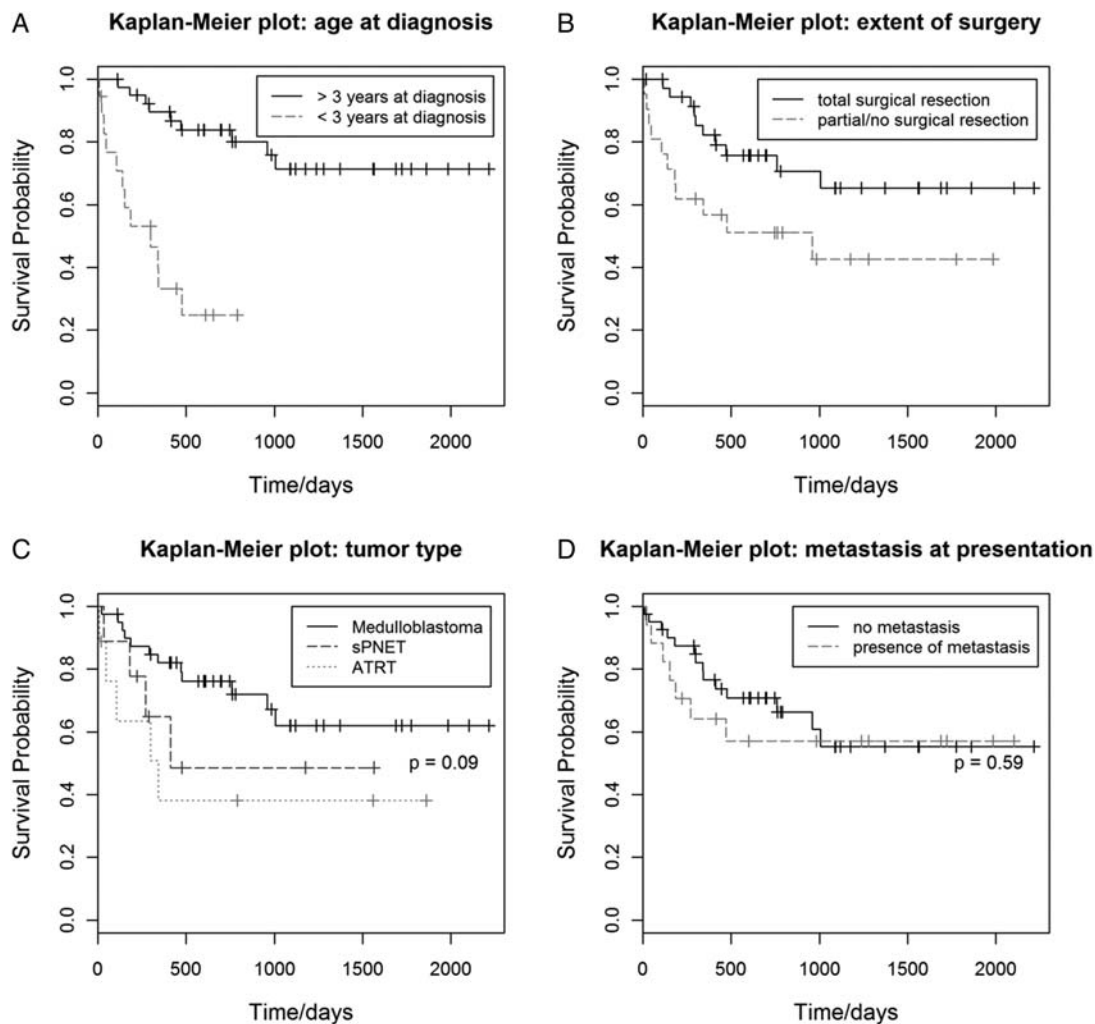 A
Kaplan-Meier plot: age at diagnosis
> 3 years at diagnosis
< 3 years at diagnosis
Survival Probability
1.0
0.8
0.6
0.4
0.2
0.0
0 500 1000 1500 2000
Time/days
B
Kaplan-Meier plot: extent of surgery
total surgical resection
partial/no surgical resection
Survival Probability
1.0
0.8
0.6
0.4
0.2
0.0
0 500 1000 1500 2000
Time/days
C
Kaplan-Meier plot: tumor type
Medulloblastoma
sPNET
ATRT
p = 0.09
Survival Probability
1.0
0.8
0.6
0.4
0.2
0.0
0 500 1000 1500 2000
Time/days
D
Kaplan-Meier plot: metastasis at presentation
no metastasis
presence of metastasis
p = 0.59
Survival Probability
1.0
0.8
0.6
0.4
0.2
0.0
0 500 1000 1500 2000
Time/days